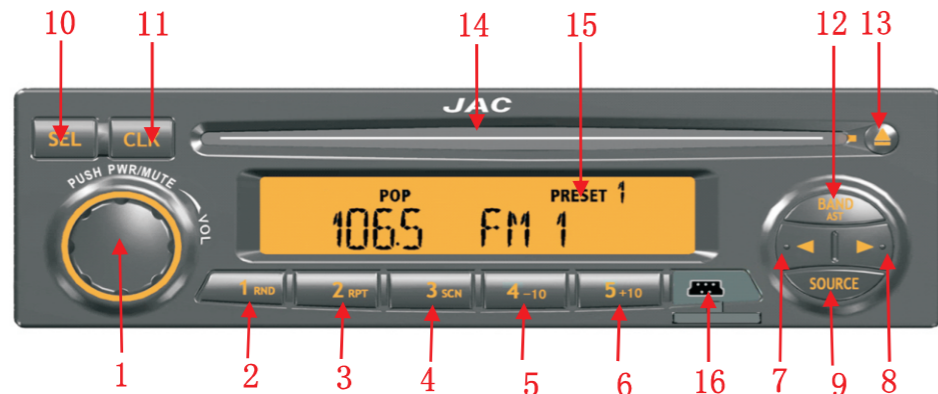 10 11 14 15 12 13
JAC
SEL CLK
PUSH PWR/MUTE
VOL
POP PRESET 1
106.5 FM 1
BAND
AST
SOURCE
1 RND 2 RPT 3 SCN 4 -10 5 +10
1 2 3 4 5 6 16 7 9 8